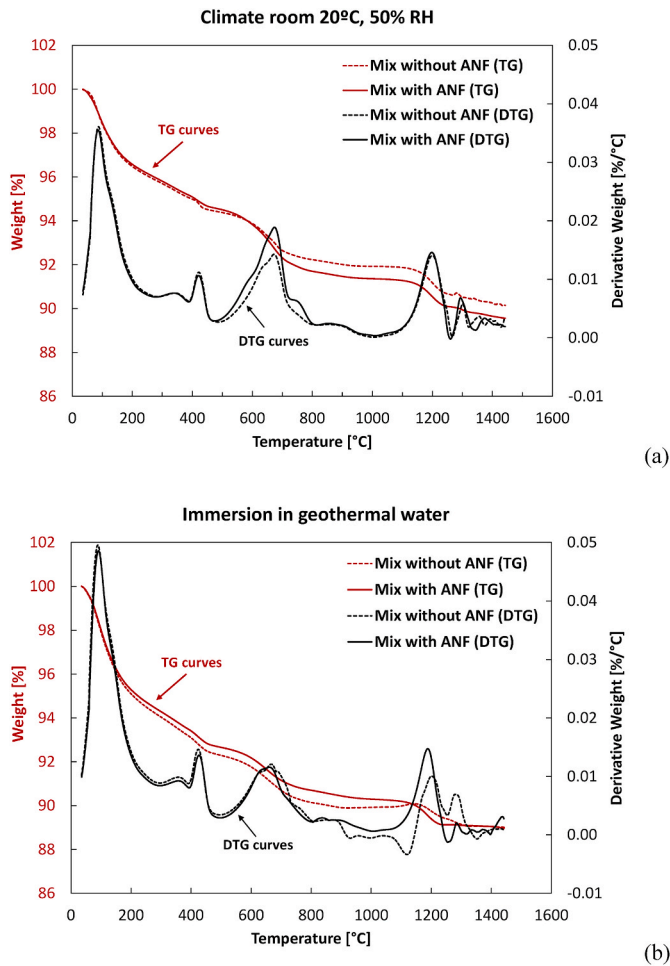 Climate room 20ºC, 50% RH
102
100
98
96
94
92
90
88
86
Weight [%]
0.05
0.04
0.03
0.02
0.01
0.00
-0.01
Derivative Weight [%/°C]
Mix without ANF (TG)
Mix with ANF (TG)
Mix without ANF (DTG)
Mix with ANF (DTG)
TG curves
DTG curves
0 200 400 600 800 1000 1200 1400 1600
Temperature [°C]
(a)
Immersion in geothermal water
102
100
98
96
94
92
90
88
86
Weight [%]
0.05
0.04
0.03
0.02
0.01
0.00
-0.01
Derivative Weight [%/°C]
Mix without ANF (TG)
Mix with ANF (TG)
Mix without ANF (DTG)
Mix with ANF (DTG)
TG curves
DTG curves
0 200 400 600 800 1000 1200 1400 1600
Temperature [°C]
(b)